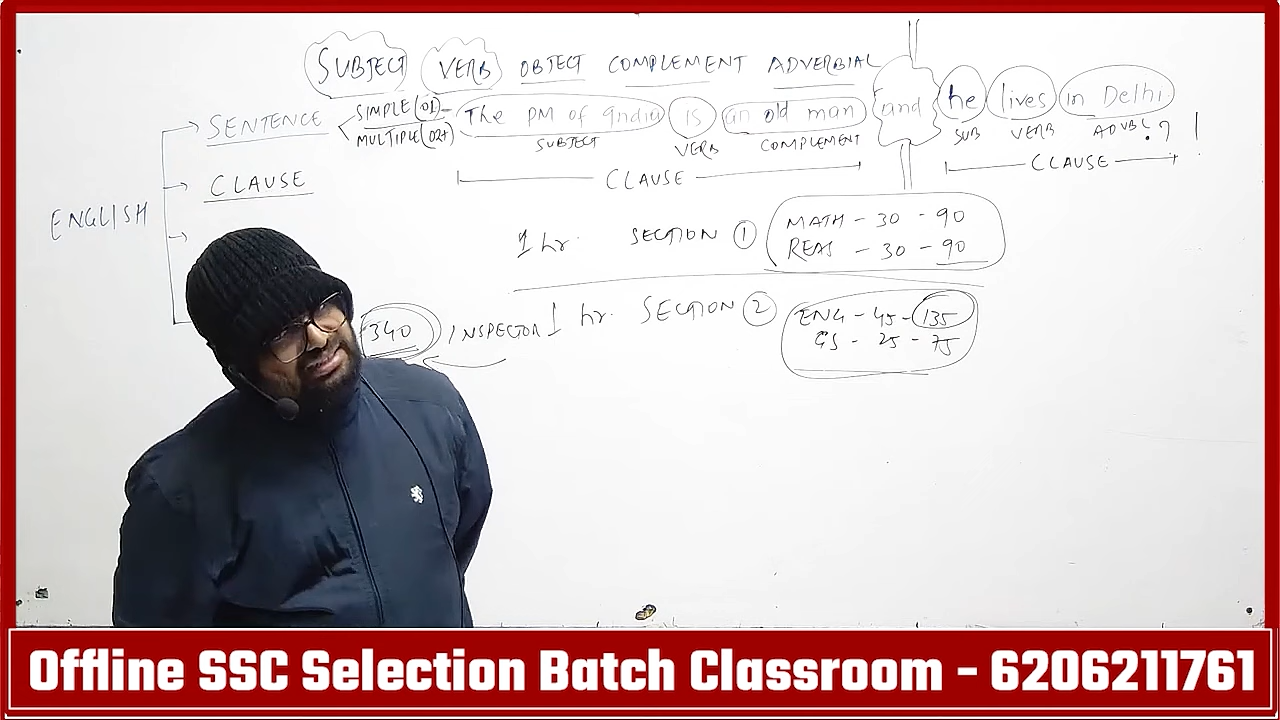 SUBJECT VERB OBJECT COMPLEMENT ADVERBIAL
SENTENCE
SIMPLE (01)
MULTIPLE (02+)
The PM of India is an old man and he lives in Delhi . ? !
SUBJECT VERB COMPLEMENT SUB VERB ADVBL
CLAUSE CLAUSE
CLAUSE
ENGLISH
1 hr. SECTION 1
MATH - 30 - 90
REAS - 30 - 90
340 INSPECTOR
1 hr. SECTION 2
ENG - 45 - 135
GS - 25 - 75
Offline SSC Selection Batch Classroom - 6206211761